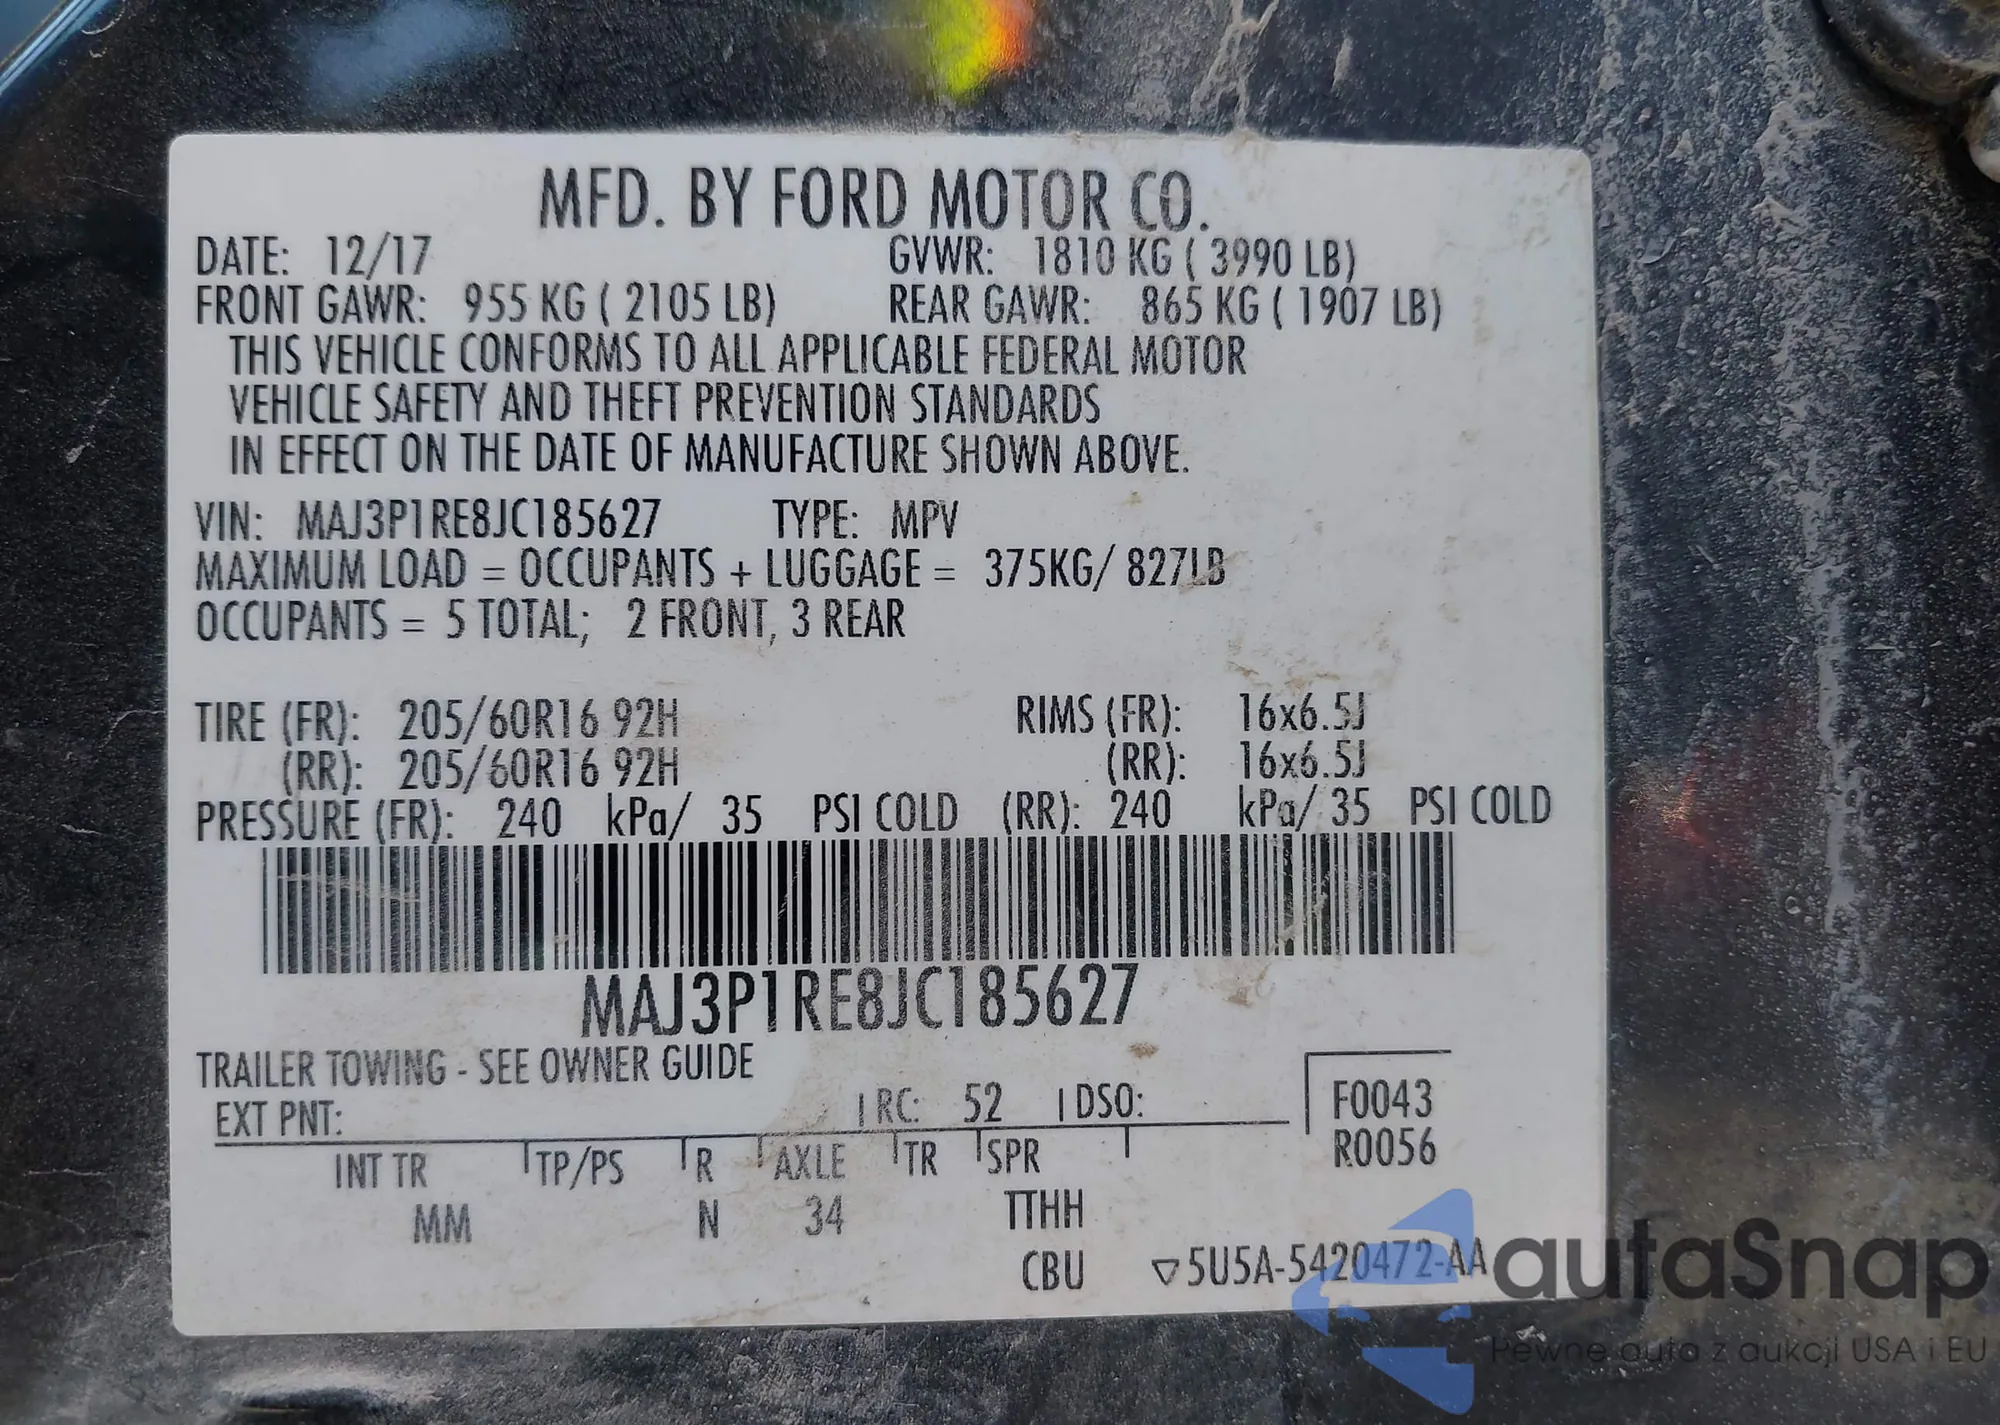 MFD. BY FORD MOTOR CO.
DATE: 12/17 GVWR: 1810 KG ( 3990 LB)
FRONT GAWR: 955 KG ( 2105 LB) REAR GAWR: 865 KG ( 1907 LB)
THIS VEHICLE CONFORMS TO ALL APPLICABLE FEDERAL MOTOR
VEHICLE SAFETY AND THEFT PREVENTION STANDARDS
IN EFFECT ON THE DATE OF MANUFACTURE SHOWN ABOVE.
VIN: MAJ3P1RE8JC185627 TYPE: MPV
MAXIMUM LOAD = OCCUPANTS + LUGGAGE = 375KG/ 827LB
OCCUPANTS = 5 TOTAL; 2 FRONT, 3 REAR
TIRE (FR): 205/60R16 92H RIMS (FR): 16x6.5J
(RR): 205/60R16 92H (RR): 16x6.5J
PRESSURE (FR): 240 kPa/ 35 PSI COLD (RR): 240 kPa/ 35 PSI COLD
MAJ3P1RE8JC185627
TRAILER TOWING - SEE OWNER GUIDE
EXT PNT: RC: 52 DSO: F0043
R0056
INT TR TP/PS R AXLE TR SPR
MM N 34 TTHH
CBU ▽5U5A-5420472-AA
autaSnap
Pewne auta z aukcji USA i EU